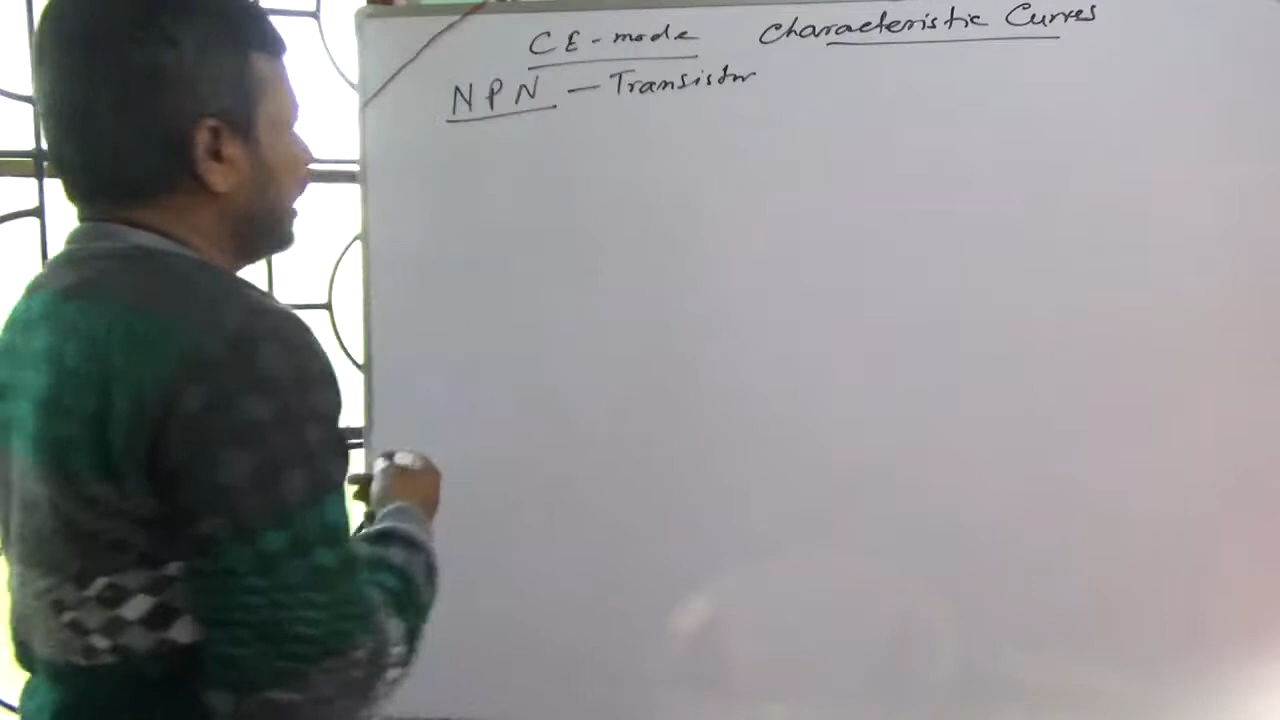 CE-mode Characteristic Curves
NPN — Transistor